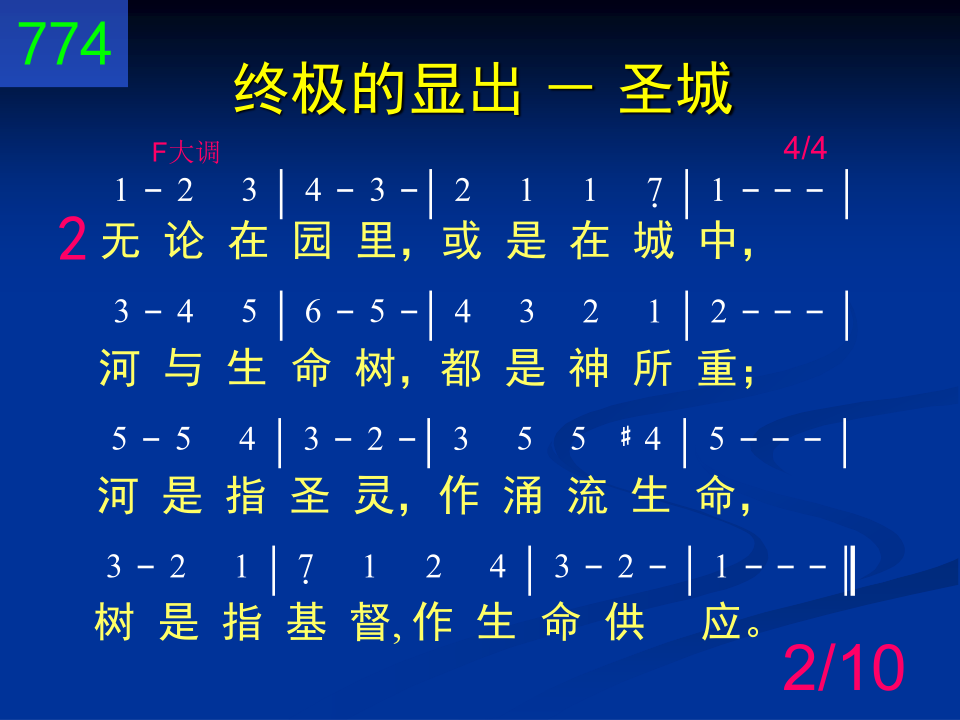 774
终极的显出 － 圣城
F大调 4/4
1 － 2 3 | 4 － 3 －| 2 1 1 7̣ | 1 － － － |
2 无 论 在 园 里，或 是 在 城 中，
3 － 4 5 | 6 － 5 －| 4 3 2 1 | 2 － － － |
河 与 生 命 树，都 是 神 所 重；
5 － 5 4 | 3 － 2 －| 3 5 5 ♯4 | 5 － － － |
河 是 指 圣 灵，作 涌 流 生 命，
3 － 2 1 | 7̣ 1 2 4 | 3 － 2 － | 1 － － － ‖
树 是 指 基 督, 作 生 命 供 应。
2/10